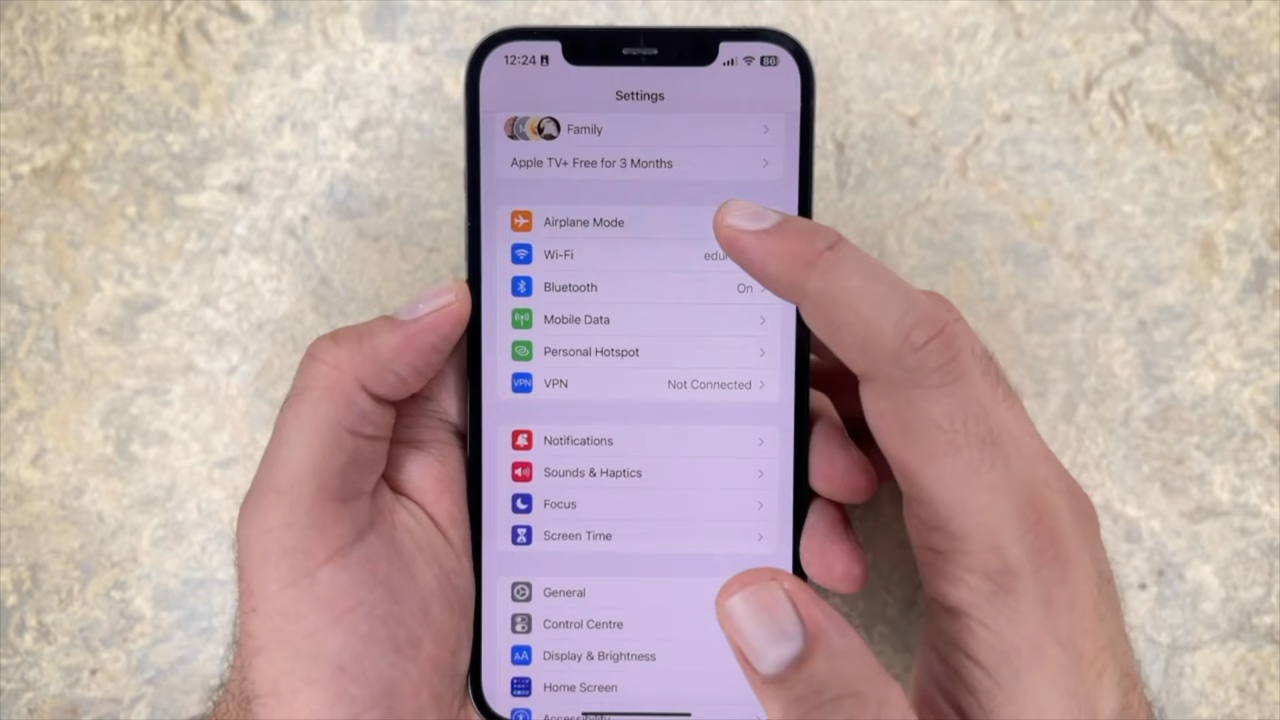 12:24 86
Settings
Family
Apple TV+ Free for 3 Months
Airplane Mode
Wi-Fi
Bluetooth On
Mobile Data
Personal Hotspot
VPN VPN Not Connected
Notifications
Sounds & Haptics
Focus
Screen Time
General
Control Centre
AA Display & Brightness
Home Screen
Accessibility